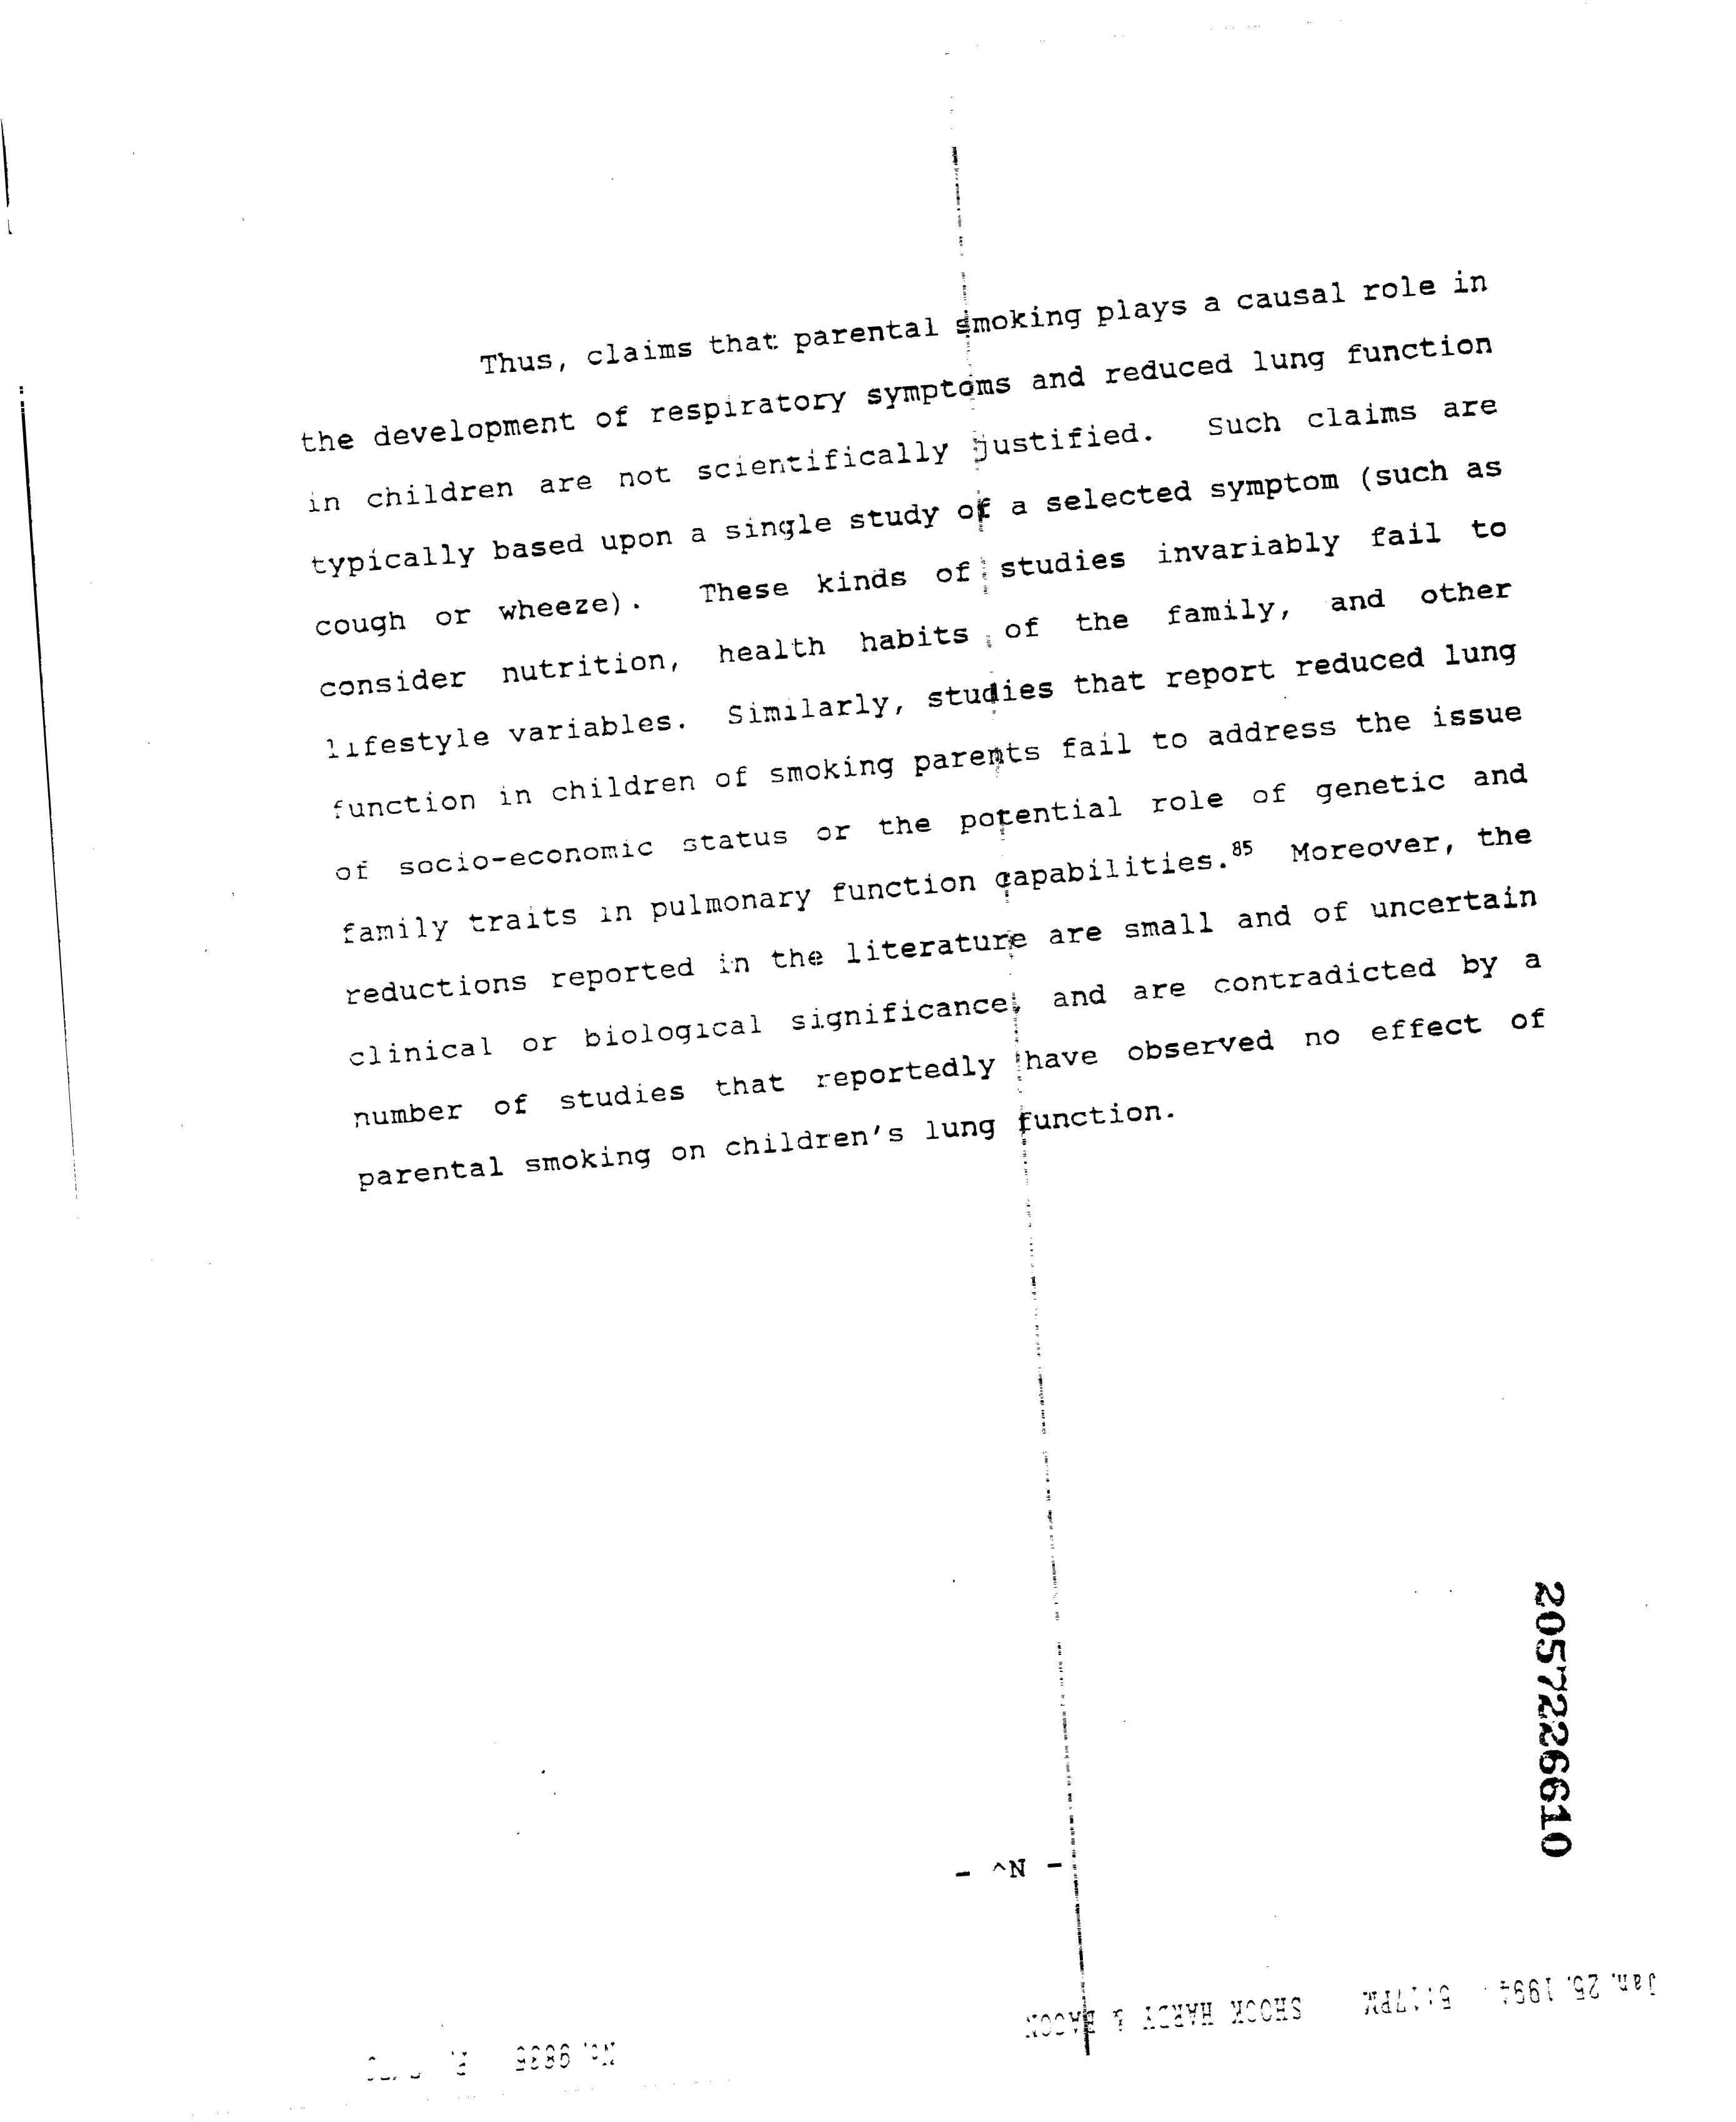 Thus, claims that parental smoking plays a causal role in
the development of respiratory symptoms and reduced lung function
in children are not scientifically justified. Such claims are
typically based upon a single study of a selected symptom (such as
cough or wheeze). These kinds of studies invariably fail to
consider nutrition, health habits of the family, and other
lifestyle variables. Similarly, studies that report reduced lung
function in children of smoking parents fail to address the issue
of socio-economic status or the potential role of genetic and
family traits in pulmonary function capabilities.85 Moreover, the
reductions reported in the literature are small and of uncertain
clinical or biological significance, and are contradicted by a
number of studies that reportedly have observed no effect of
parental smoking on children's lung function.
2057226610
- ^N -
Jan. 25. 1994 5:17PM SHOOK HARDY & BACON
No. 9836 P.